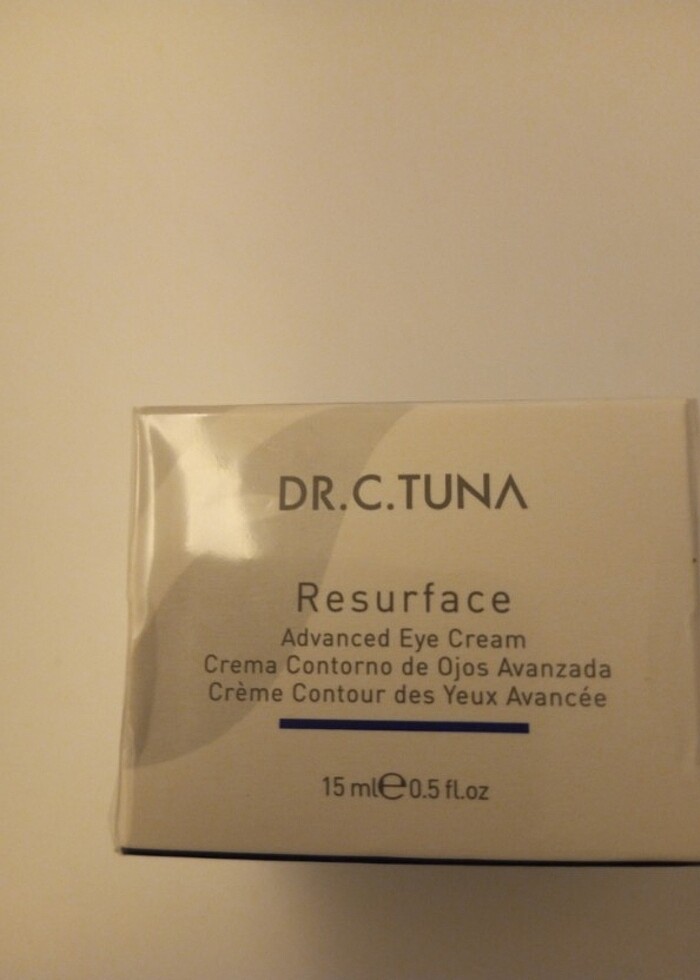 DR.C.TUNA
Resurface
Advanced Eye Cream
Crema Contorno de Ojos Avanzada
Crème Contour des Yeux Avancée
15 ml℮0.5 fl.oz